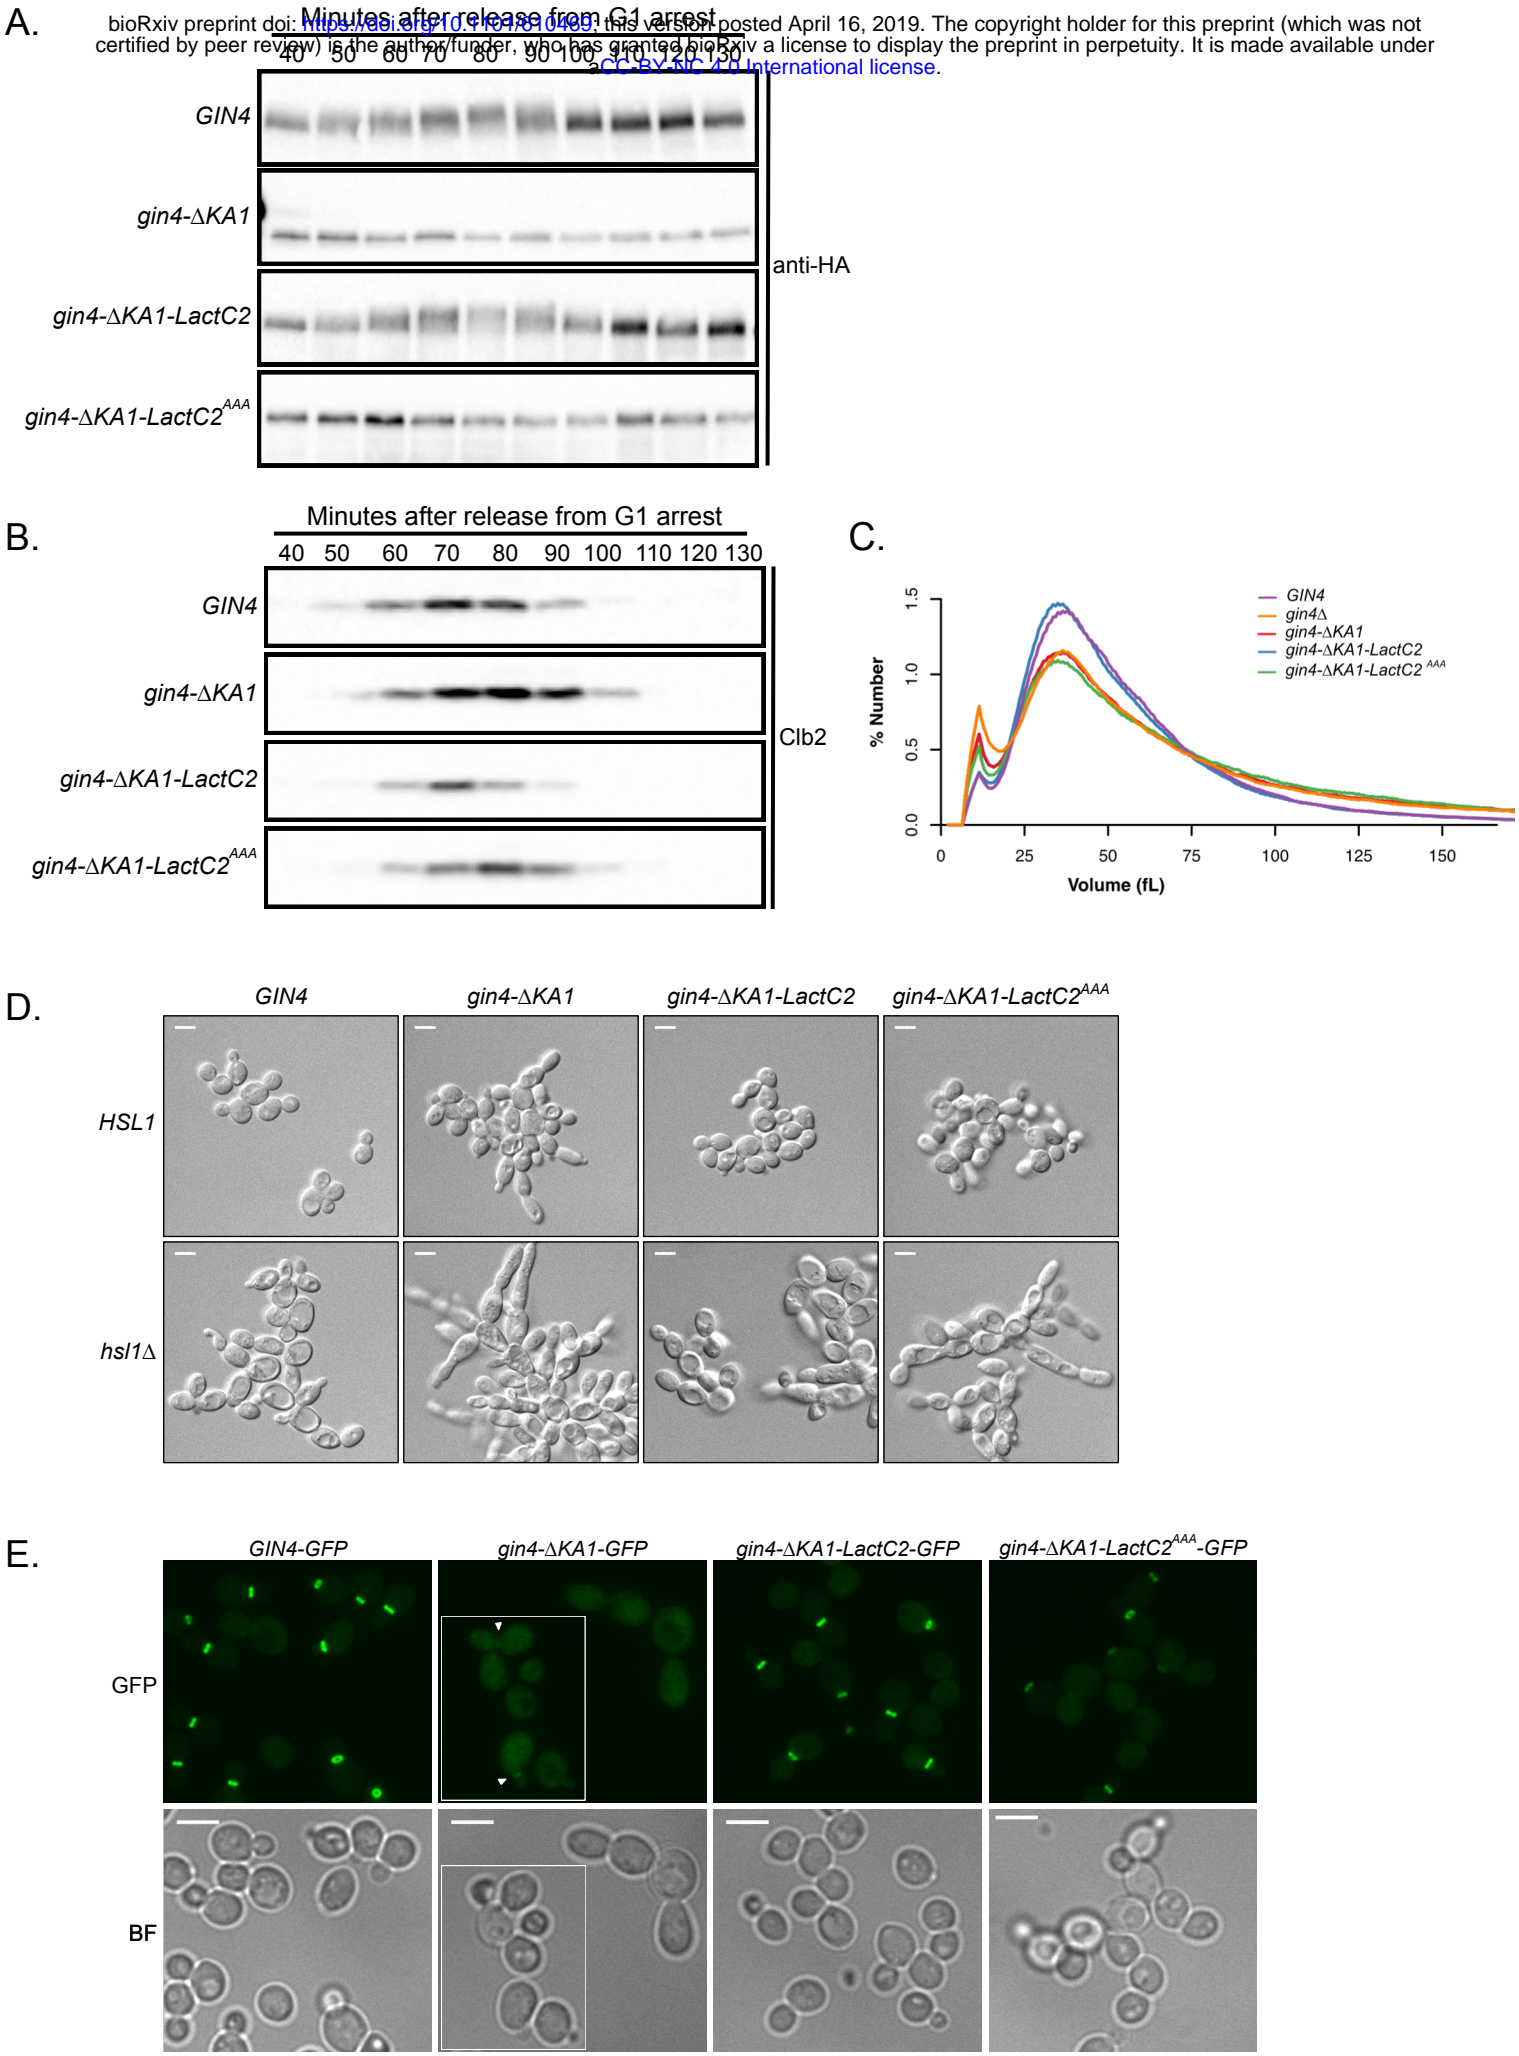 A.
bioRxiv preprint doi: https://doi.org/10.1101/610469; this version posted April 16, 2019. The copyright holder for this preprint (which was not
certified by peer review) is the author/funder, who has granted bioRxiv a license to display the preprint in perpetuity. It is made available under
aCC-BY-NC 4.0 International license.
Minutes after release from G1 arrest
40 50 60 70 80 90 100 110 120 130
GIN4
gin4-ΔKA1
gin4-ΔKA1-LactC2
gin4-ΔKA1-LactC2AAA
anti-HA
B.
Minutes after release from G1 arrest
40 50 60 70 80 90 100 110 120 130
GIN4
gin4-ΔKA1
gin4-ΔKA1-LactC2
gin4-ΔKA1-LactC2AAA
Clb2
C.
% Number
1.5
1.0
0.5
0.0
0 25 50 75 100 125 150
Volume (fL)
GIN4
gin4Δ
gin4-ΔKA1
gin4-ΔKA1-LactC2
gin4-ΔKA1-LactC2 AAA
D.
GIN4 gin4-ΔKA1 gin4-ΔKA1-LactC2 gin4-ΔKA1-LactC2AAA
HSL1
hsl1Δ
E.
GIN4-GFP gin4-ΔKA1-GFP gin4-ΔKA1-LactC2-GFP gin4-ΔKA1-LactC2AAA-GFP
GFP
BF